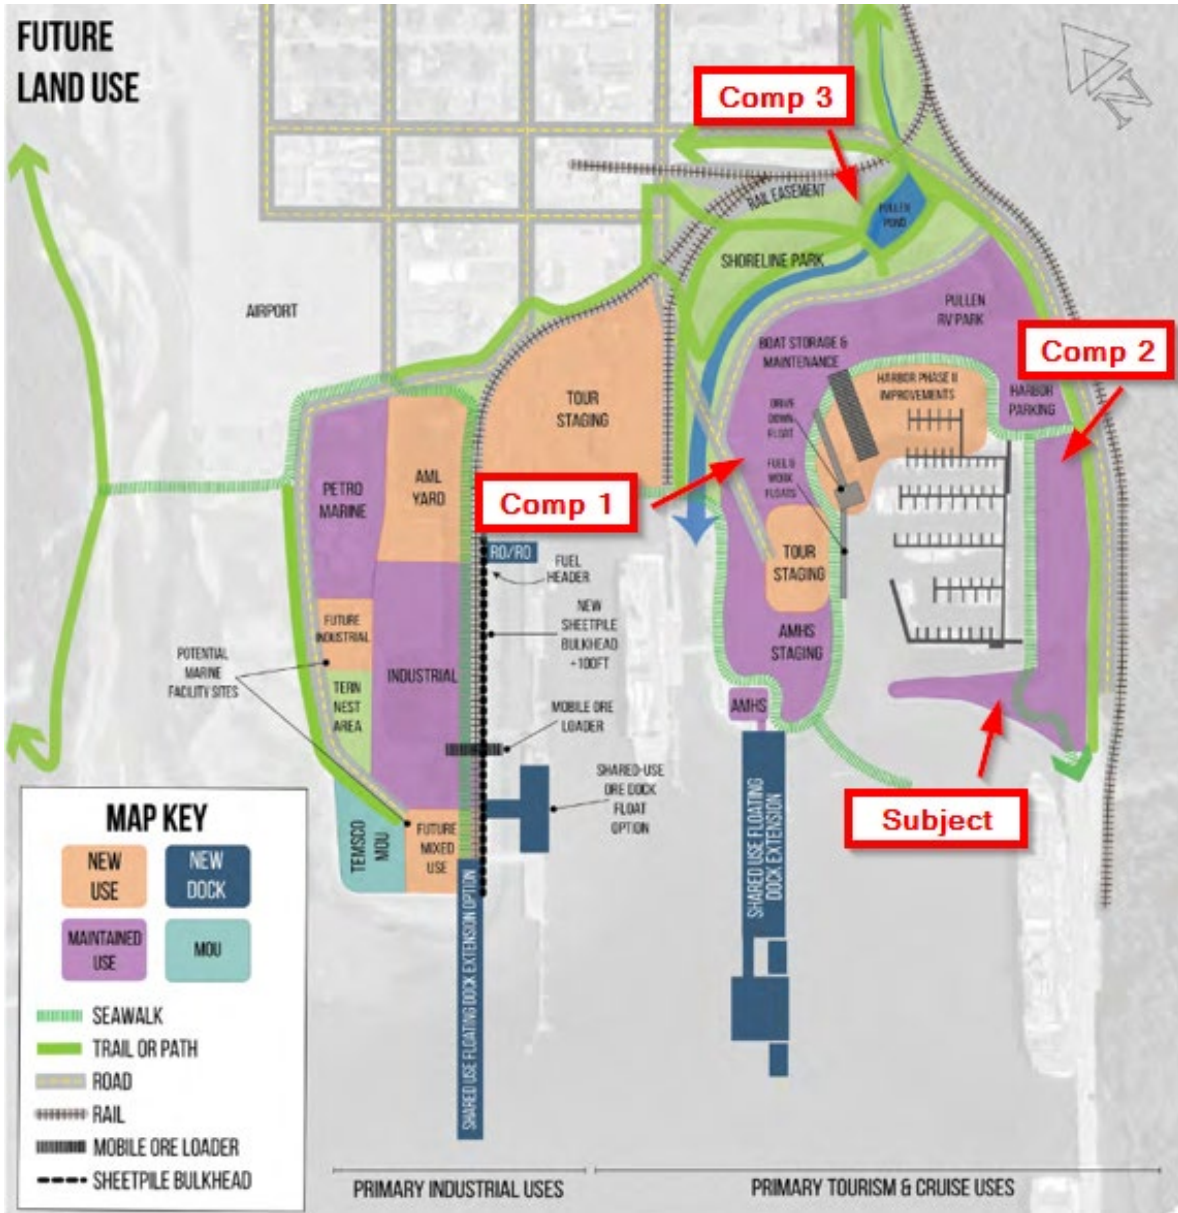 FUTURE
LAND USE
Comp 3
RAIL EASEMENT
PULLEN
POND
SHORELINE PARK
AIRPORT
PULLEN
RV PARK
Comp 2
BOAT STORAGE &
MAINTENANCE
HARBOR PHASE II
IMPROVEMENTS
HARBOR
PARKING
TOUR
STAGING
DRIVE
DOWN
FLOAT
FUEL &
WORK
FLOATS
PETRO
MARINE
AML
YARD
Comp 1
RO/RO
FUEL
HEADER
TOUR
STAGING
NEW
SHEETPILE
BULKHEAD
+100FT
FUTURE
INDUSTRIAL
AMHS
STAGING
POTENTIAL
MARINE
FACILITY SITES
INDUSTRIAL
TERN
NEST
AREA
AMHS
MOBILE ORE
LOADER
SHARED-USE
ORE DOCK
FLOAT
OPTION
Subject
TEMSCO
MOU
FUTURE
MIXED
USE
SHARED USE FLOATING
DOCK EXTENSION
SHARED USE FLOATING DOCK EXTENSION OPTION
MAP KEY
NEW
USE
NEW
DOCK
MAINTAINED
USE
MOU
SEAWALK
TRAIL OR PATH
ROAD
RAIL
MOBILE ORE LOADER
SHEETPILE BULKHEAD
PRIMARY INDUSTRIAL USES
PRIMARY TOURISM & CRUISE USES
N